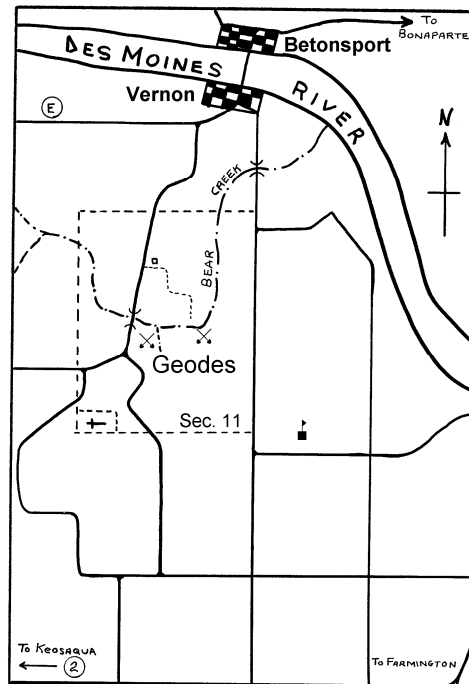 To
BONAPARTE
Betonsport
DES MOINES RIVER
Vernon
E
N
CREEK
BEAR
Geodes
Sec. 11
To KEOSAQUA
2
To FARMINGTON